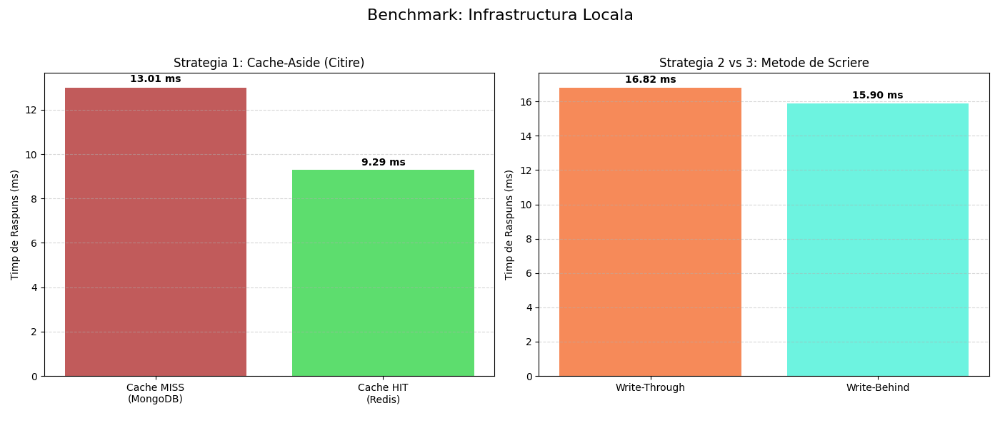 Benchmark: Infrastructura Locala
Strategia 1: Cache-Aside (Citire)
13.01 ms
9.29 ms
12
10
8
6
4
2
0
Timp de Raspuns (ms)
Cache MISS
(MongoDB)
Cache HIT
(Redis)
Strategia 2 vs 3: Metode de Scriere
16.82 ms
15.90 ms
16
14
12
10
8
6
4
2
0
Timp de Raspuns (ms)
Write-Through
Write-Behind